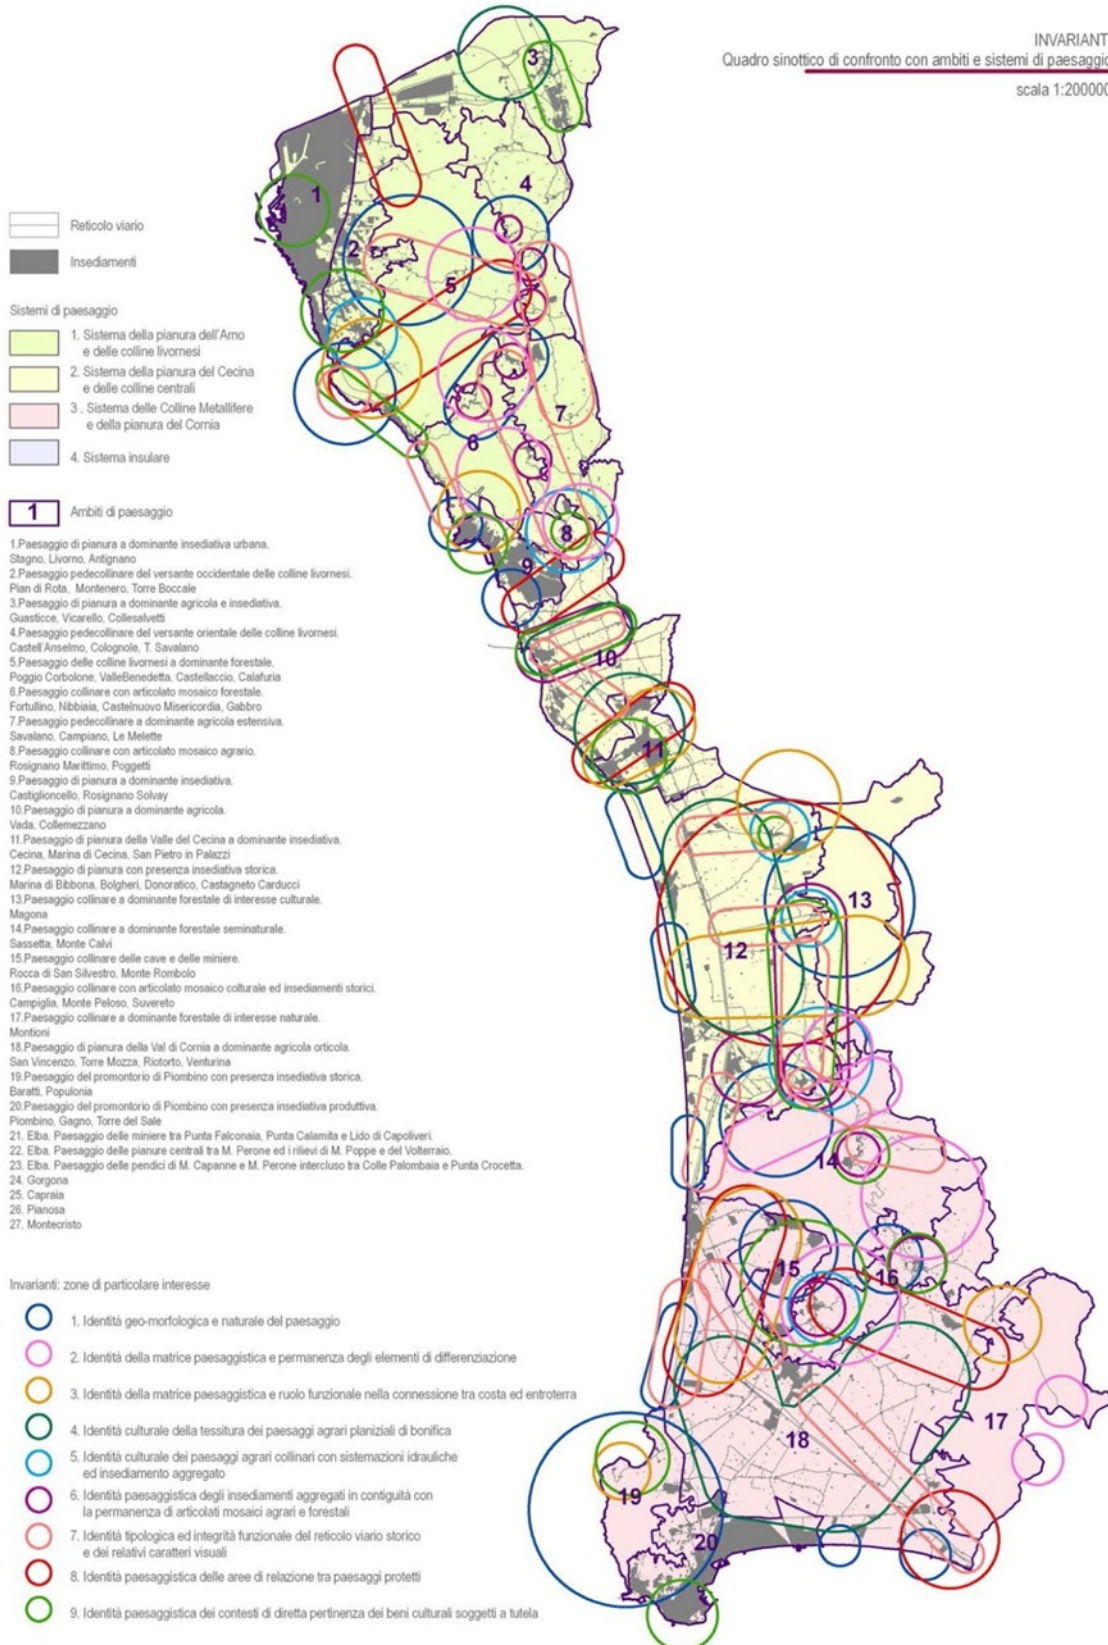 INVARIANT
Quadro sinottico di confronto con ambiti e sistemi di paesaggio
scala 1:200000
Reticolo viario
Insediamenti
Sistemi di paesaggio
1. Sistema della pianura dell'Arno
e delle colline livornesi
2. Sistema della pianura del Cecina
e delle colline centrali
3 . Sistema delle Colline Metallifere
e della pianura del Cornia
4. Sistema insulare
1 Ambiti di paesaggio
1.Paesaggio di pianura a dominante insediativa urbana.
Stagno, Livorno, Antignano
2.Paesaggio pedecollinare del versante occidentale delle colline livornesi.
Pian di Rota, Montenero, Torre Boccale
3.Paesaggio di pianura a dominante agricola e insediativa.
Guasticce, Vicarello, Collesalvetti
4.Paesaggio pedecollinare del versante orientale delle colline livornesi.
Castell'Anselmo, Colognole, T. Savalano
5.Paesaggio delle colline livornesi a dominante forestale.
Poggio Corbolone, ValleBenedetta, Castellaccio, Calafuria
6.Paesaggio collinare con articolato mosaico forestale.
Fortullino, Nibbiaia, Castelnuovo Misericordia, Gabbro
7.Paesaggio pedecollinare a dominante agricola estensiva.
Savalano, Campiano, Le Melette
8.Paesaggio collinare con articolato mosaico agrario.
Rosignano Marittimo, Poggetti
9.Paesaggio di pianura a dominante insediativa.
Castiglioncello, Rosignano Solvay
10.Paesaggio di pianura a dominante agricola.
Vada, Collemezzano
11.Paesaggio di pianura della Valle del Cecina a dominante insediativa.
Cecina, Marina di Cecina, San Pietro in Palazzi
12.Paesaggio di pianura con presenza insediativa storica.
Marina di Bibbona, Bolgheri, Donoratico, Castagneto Carducci
13.Paesaggio collinare a dominante forestale di interesse culturale.
Magona
14.Paesaggio collinare a dominante forestale seminaturale.
Sassetta, Monte Calvi
15.Paesaggio collinare delle cave e delle miniere.
Rocca di San Silvestro, Monte Rombolo
16.Paesaggio collinare con articolato mosaico colturale ed insediamenti storici.
Campiglia, Monte Peloso, Suvereto
17.Paesaggio collinare a dominante forestale di interesse naturale.
Montioni
18.Paesaggio di pianura della Val di Cornia a dominante agricola orticola.
San Vincenzo, Torre Mozza, Riotorto, Venturina
19.Paesaggio del promontorio di Piombino con presenza insediativa storica.
Baratti, Populonia
20.Paesaggio del promontorio di Piombino con presenza insediativa produttiva.
Piombino, Gagno, Torre del Sale
21. Elba. Paesaggio delle miniere tra Punta Falconaia, Punta Calamita e Lido di Capoliveri.
22. Elba. Paesaggio delle pianure centrali tra M. Perone ed i rilievi di M. Poppe e del Volterraio.
23. Elba. Paesaggio delle pendici di M. Capanne e M. Perone intercluso tra Colle Palombaia e Punta Crocetta.
24. Gorgona
25. Capraia
26. Pianosa
27. Montecristo
Invarianti: zone di particolare interesse
1. Identità geo-morfologica e naturale del paesaggio
2. Identità della matrice paesaggistica e permanenza degli elementi di differenziazione
3. Identità della matrice paesaggistica e ruolo funzionale nella connessione tra costa ed entroterra
4. Identità culturale della tessitura dei paesaggi agrari planiziali di bonifica
5. Identità culturale dei paesaggi agrari collinari con sistemazioni idrauliche
ed insediamento aggregato
6. Identità paesaggistica degli insediamenti aggregati in contiguità con
la permanenza di articolati mosaici agrari e forestali
7. Identità tipologica ed integrità funzionale del reticolo viario storico
e dei relativi caratteri visuali
8. Identità paesaggistica delle aree di relazione tra paesaggi protetti
9. Identità paesaggistica dei contesti di diretta pertinenza dei beni culturali soggetti a tutela
3
4
1
2
5
7
6
8
9
10
11
13
12
14
15
16
17
18
19
20